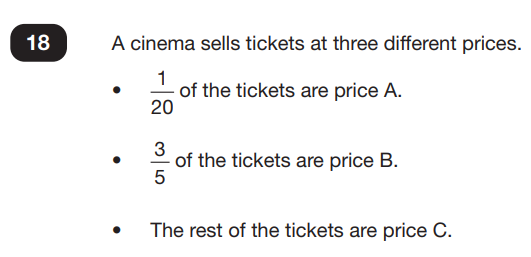 18 A cinema sells tickets at three different prices.
• 1/20 of the tickets are price A.
• 3/5 of the tickets are price B.
• The rest of the tickets are price C.